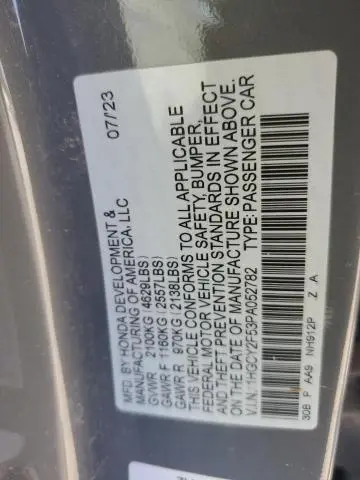 MFD. BY HONDA DEVELOPMENT & 07/23
MANUFACTURING OF AMERICA, LLC
GVWR 2100KG (4629LBS)
GAWR F 1160KG (2557LBS)
GAWR R 970KG (2138LBS)
THIS VEHICLE CONFORMS TO ALL APPLICABLE
FEDERAL MOTOR VEHICLE SAFETY, BUMPER,
AND THEFT PREVENTION STANDARDS IN EFFECT
ON THE DATE OF MANUFACTURE SHOWN ABOVE.
V.I.N.: 1HGCY2F53PA052782 TYPE: PASSENGER CAR
30B P AA9 NH912P Z A